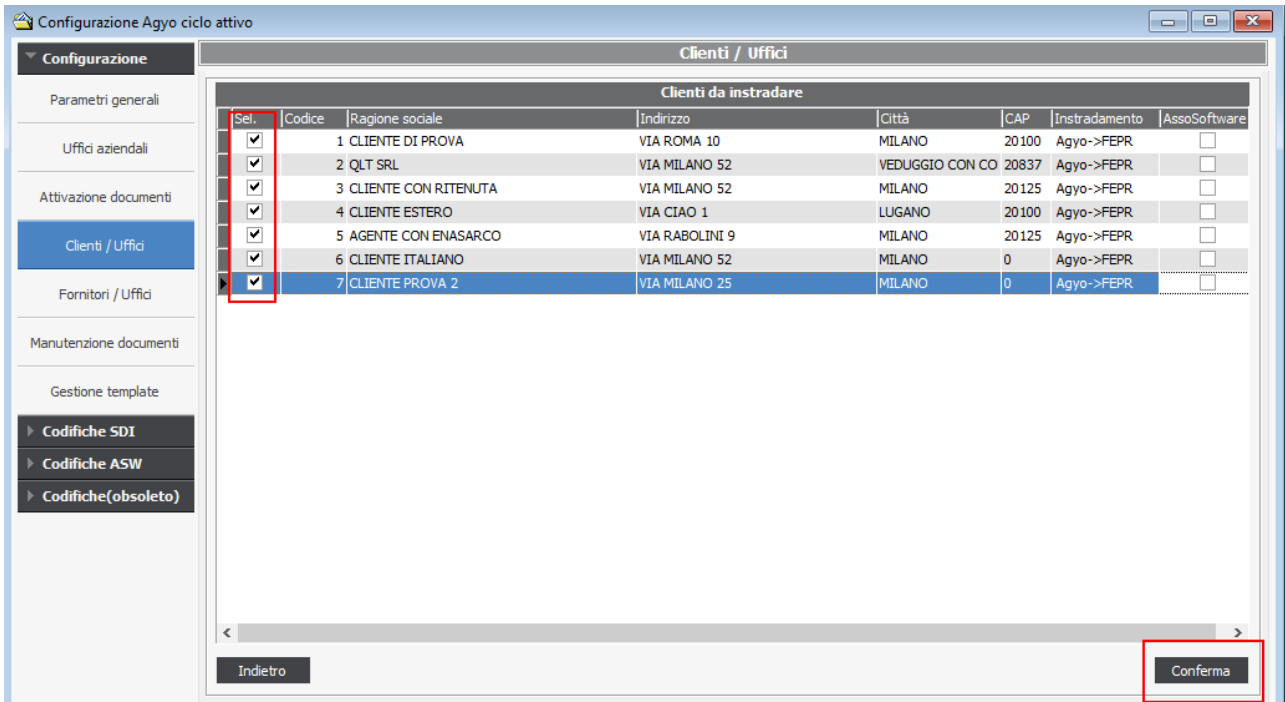 Configurazione Agyo ciclo attivo
Configurazione
Parametri generali
Uffici aziendali
Attivazione documenti
Clienti / Uffici
Fornitori / Uffici
Manutenzione documenti
Gestione template
Codifiche SDI
Codifiche ASW
Codifiche(obsoleto)
Clienti / Uffici
Clienti da instradare
Sel. Codice Ragione sociale Indirizzo Città CAP Instradamento AssoSoftware
1 CLIENTE DI PROVA VIA ROMA 10 MILANO 20100 Agyo->FEPR
2 QLT SRL VIA MILANO 52 VEDUGGIO CON CO 20837 Agyo->FEPR
3 CLIENTE CON RITENUTA VIA MILANO 52 MILANO 20125 Agyo->FEPR
4 CLIENTE ESTERO VIA CIAO 1 LUGANO 20100 Agyo->FEPR
5 AGENTE CON ENASARCO VIA RABOLINI 9 MILANO 20125 Agyo->FEPR
6 CLIENTE ITALIANO VIA MILANO 52 MILANO 0 Agyo->FEPR
7 CLIENTE PROVA 2 VIA MILANO 25 MILANO 0 Agyo->FEPR
Indietro
Conferma